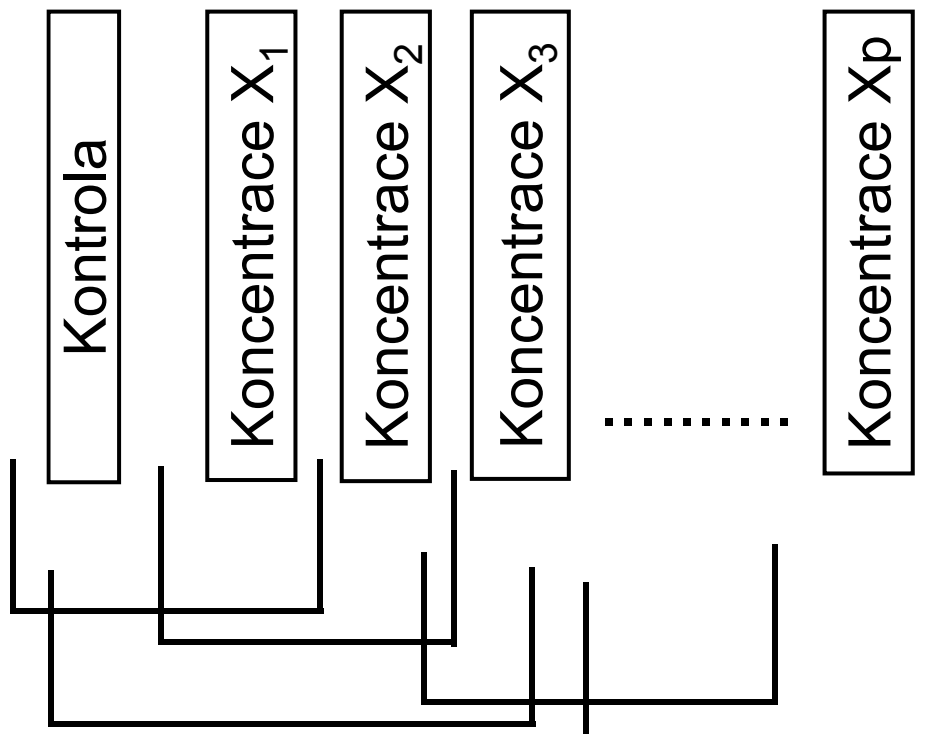 Kontrola
Koncentrace X₁
Koncentrace X₂
Koncentrace X₃
..........
Koncentrace Xp